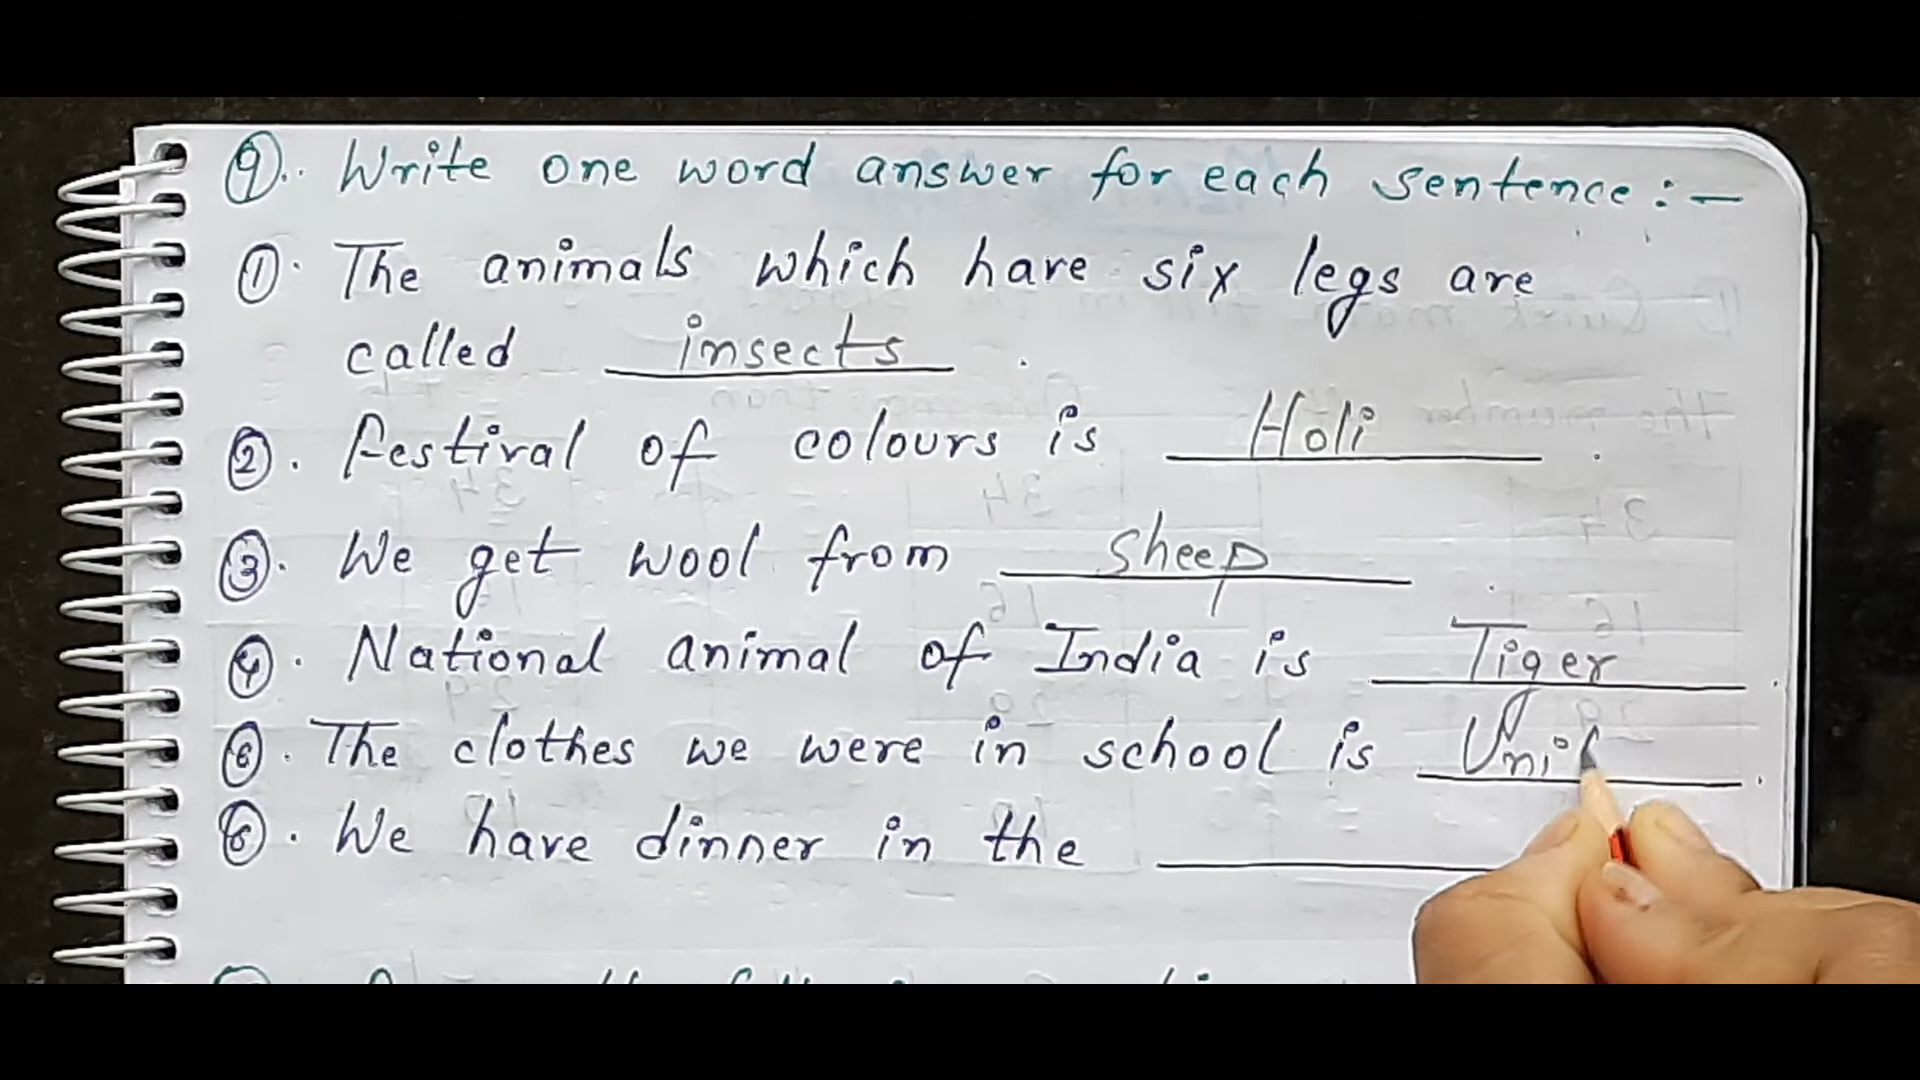 9. Write one word answer for each sentence:-
1. The animals which have six legs are
called insects.
2. Festival of colours is Holi.
3. We get wool from sheep.
4. National animal of India is Tiger.
5. The clothes we were in school is Unif.
6. We have dinner in the